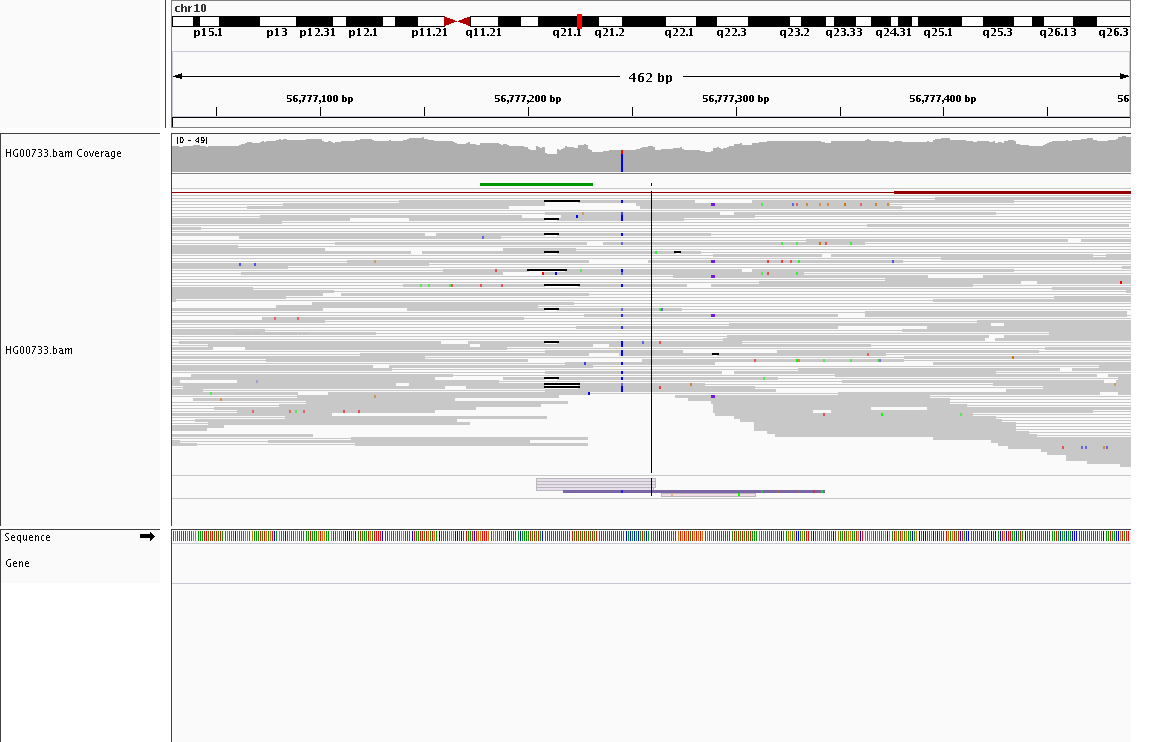 chr10
p15.1 p13 p12.31 p12.1 p11.21 q11.21 q21.1 q21.2 q22.1 q22.3 q23.2 q23.33 q24.31 q25.1 q25.3 q26.13 q26.3
462 bp
56,777,100 bp 56,777,200 bp 56,777,300 bp 56,777,400 bp 56
[0 - 49]
HG00733.bam Coverage
HG00733.bam
Sequence
Gene